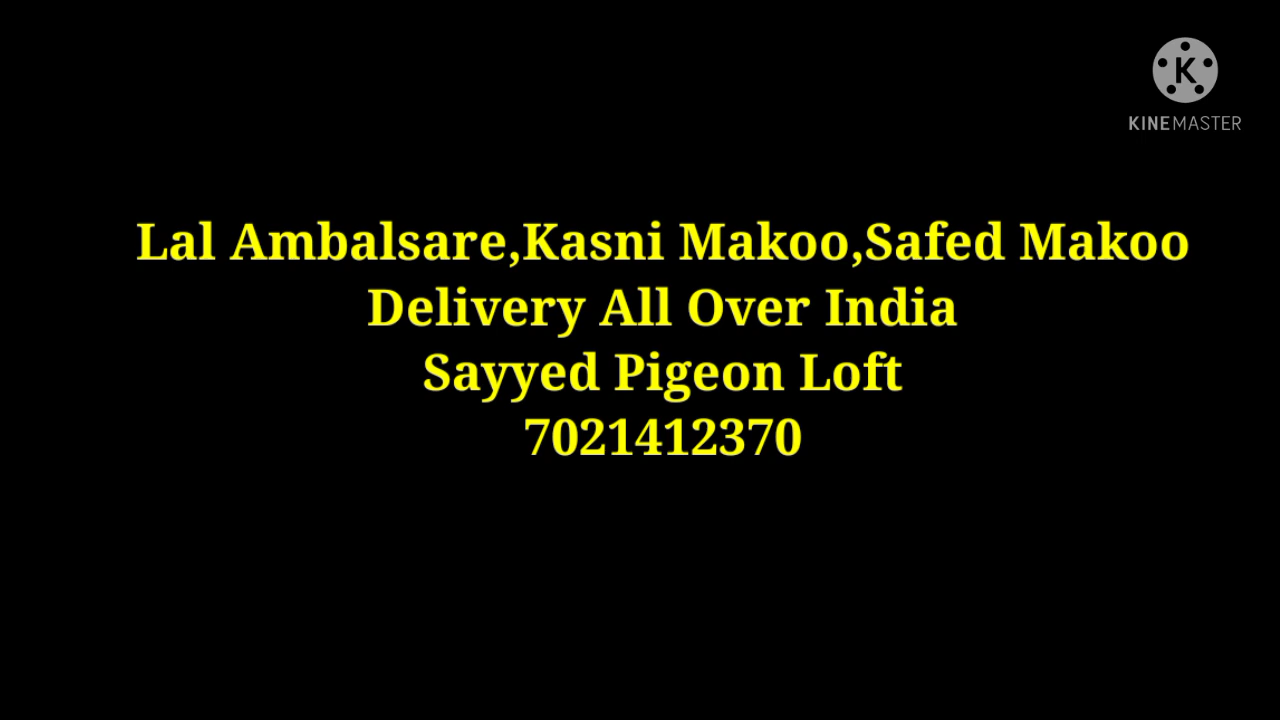 KINEMASTER
Lal Ambalsare,Kasni Makoo,Safed Makoo
Delivery All Over India
Sayyed Pigeon Loft
7021412370